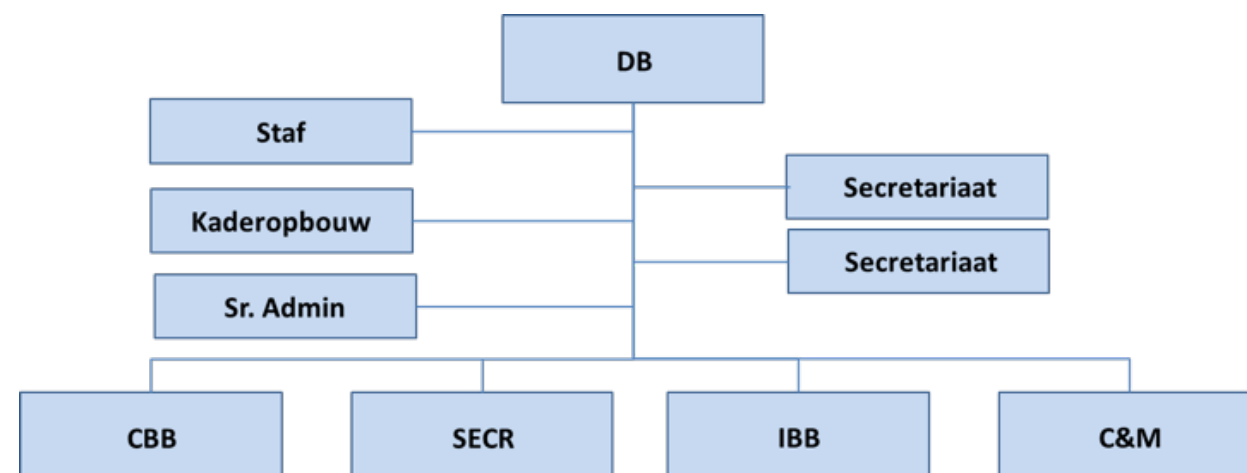 DB
Staf
Secretariaat
Kaderopbouw
Secretariaat
Sr. Admin
CBB
SECR
IBB
C&M